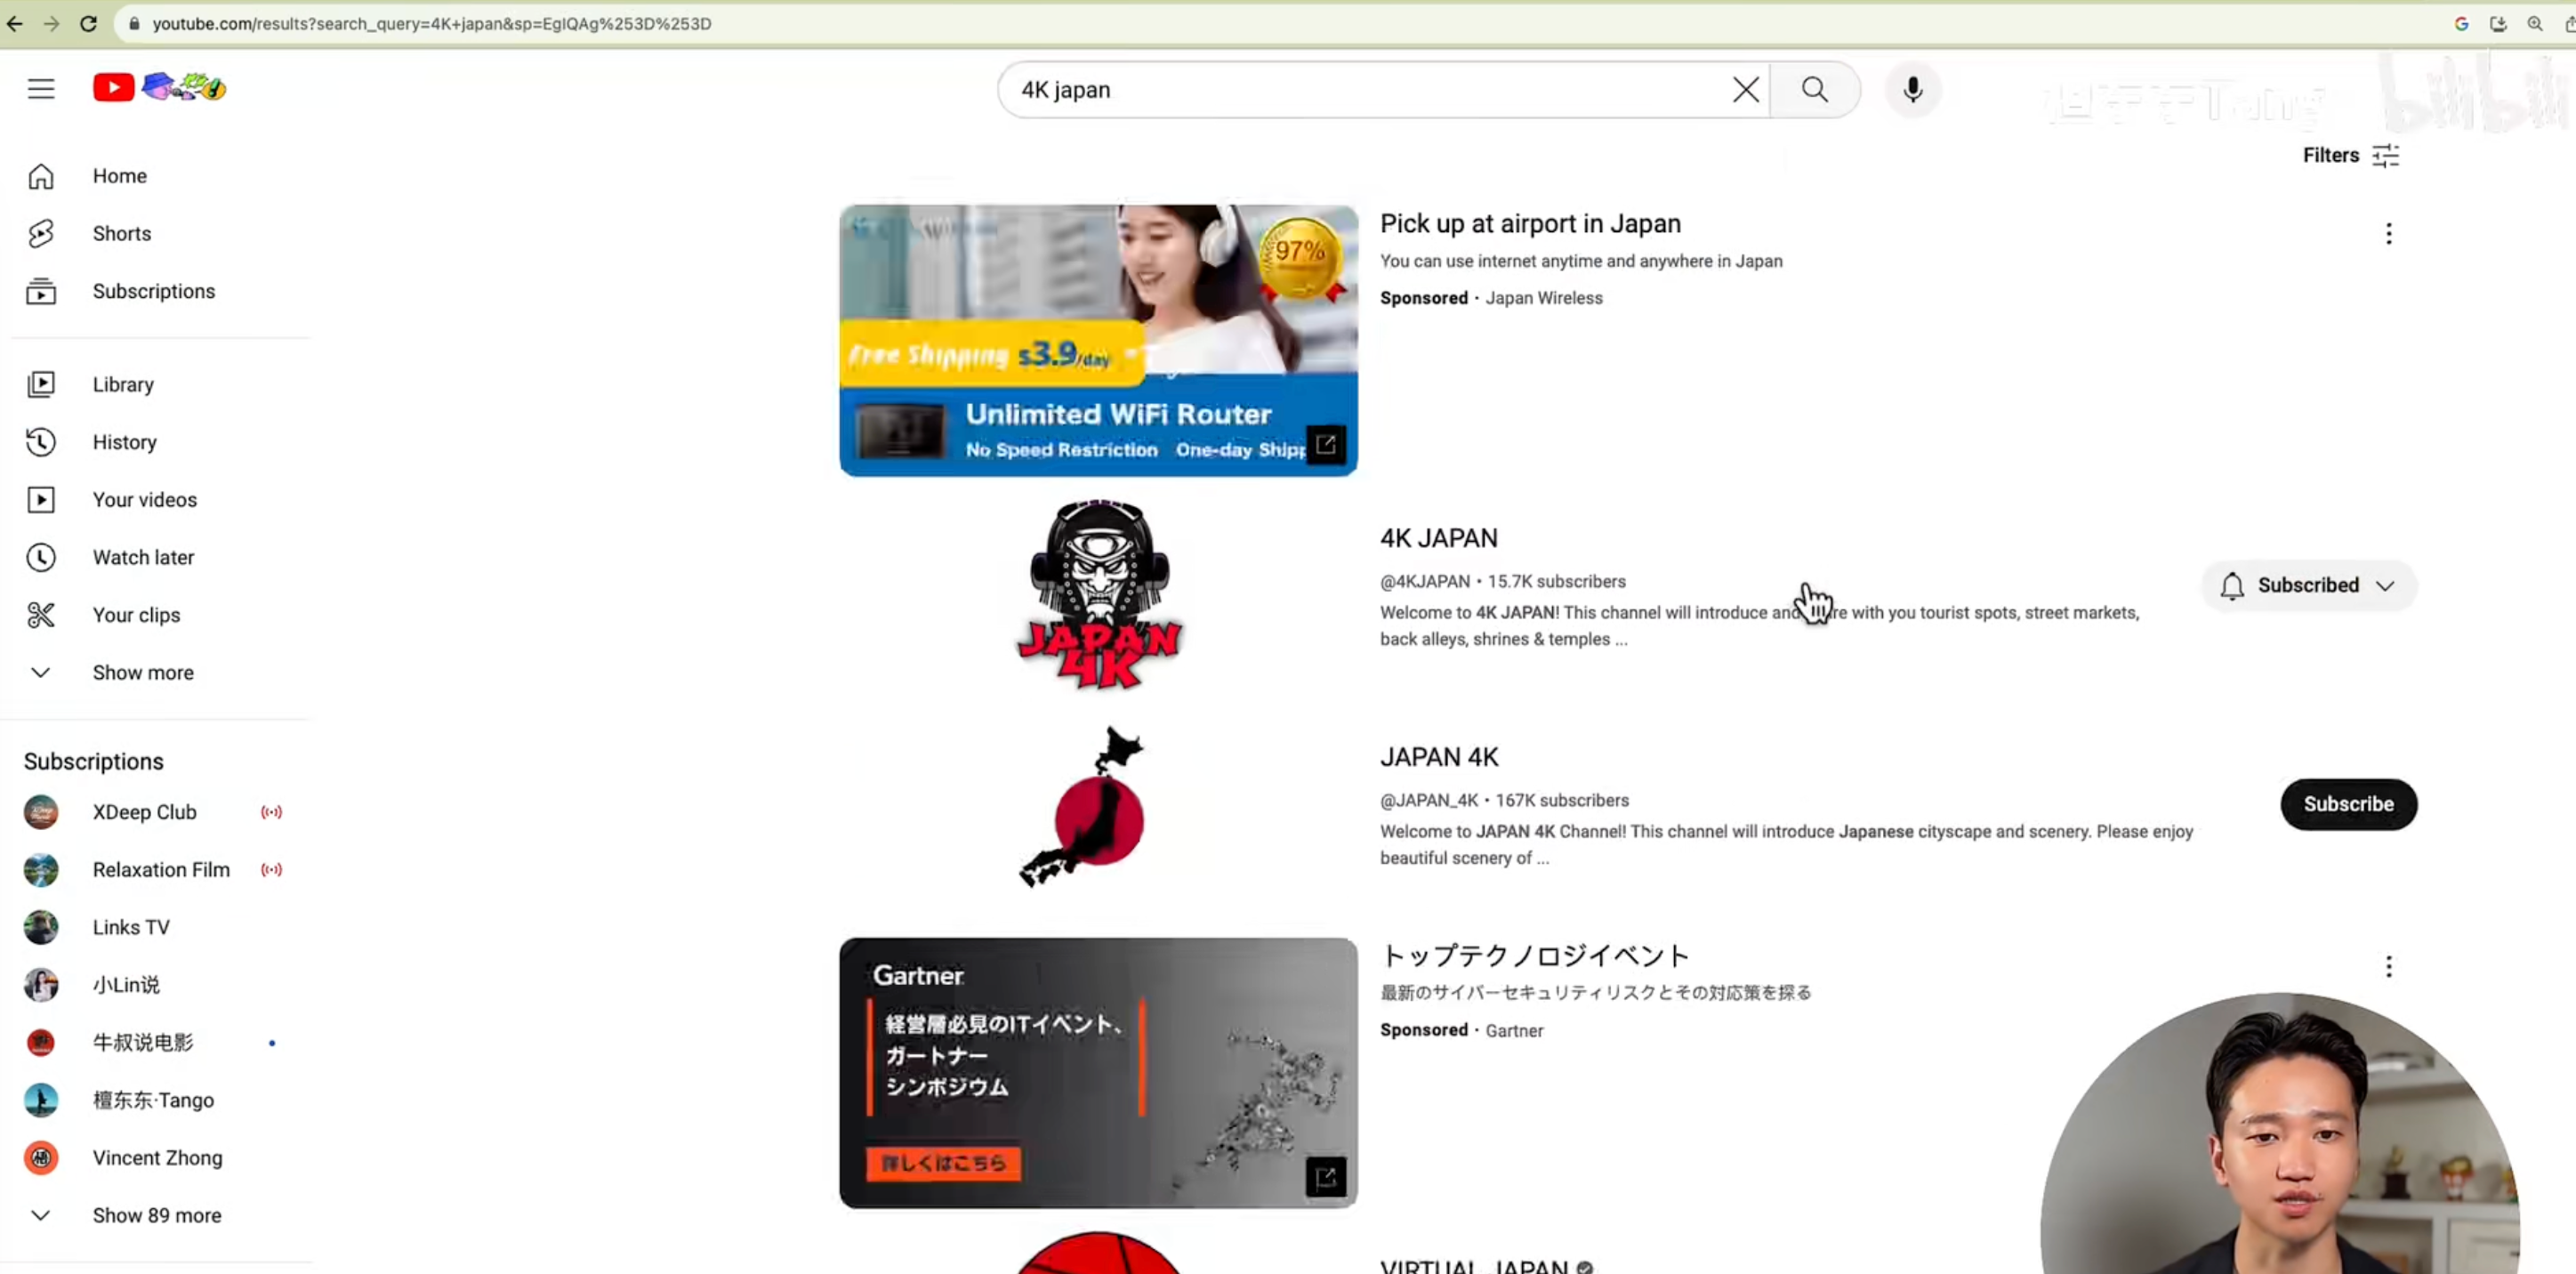 youtube.com/results?search_query=4K+japan&sp=EgIQAg%253D%253D
4K japan
Filters
Home
Shorts
Subscriptions
Library
History
Your videos
Watch later
Your clips
Show more
Subscriptions
XDeep Club
Relaxation Film
Links TV
小Lin说
牛叔说电影
檀东东·Tango
Vincent Zhong
Show 89 more
97%
Free Shipping $3.9/day
Unlimited WiFi Router
No Speed Restriction One-day Shipp
Pick up at airport in Japan
You can use internet anytime and anywhere in Japan
Sponsored · Japan Wireless
JAPAN
4K
4K JAPAN
@4KJAPAN • 15.7K subscribers
Welcome to 4K JAPAN! This channel will introduce and re with you tourist spots, street markets,
back alleys, shrines & temples ...
Subscribed
JAPAN 4K
@JAPAN_4K • 167K subscribers
Welcome to JAPAN 4K Channel! This channel will introduce Japanese cityscape and scenery. Please enjoy
beautiful scenery of ...
Subscribe
Gartner
経営層必見のITイベント、
ガートナー
シンポジウム
詳しくはこちら
トップテクノロジイベント
最新のサイバーセキュリティリスクとその対応策を探る
Sponsored · Gartner
VIRTUAL JAPAN
bilibili